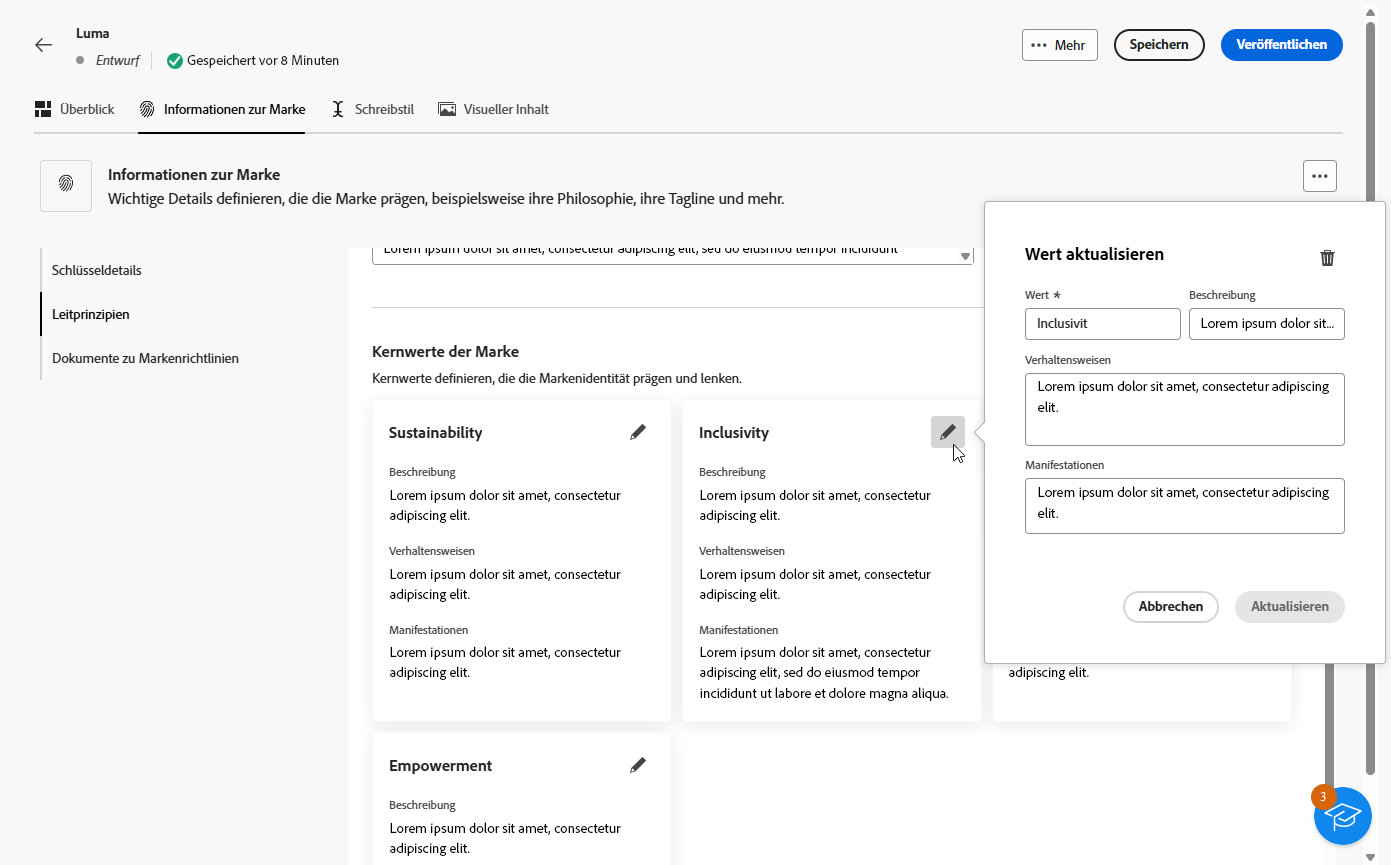 Luma
Entwurf
Gespeichert vor 8 Minuten
Mehr
Speichern
Veröffentlichen
Überblick
Informationen zur Marke
Schreibstil
Visueller Inhalt
Informationen zur Marke
Wichtige Details definieren, die die Marke prägen, beispielsweise ihre Philosophie, ihre Tagline und mehr.
Schlüsseldetails
Leitprinzipien
Dokumente zu Markenrichtlinien
Lorem ipsum dolor sit amet, consectetur adipiscing elit, sed do eiusmod tempor incididunt
Kernwerte der Marke
Kernwerte definieren, die die Markenidentität prägen und lenken.
Sustainability
Beschreibung
Lorem ipsum dolor sit amet, consectetur
adipiscing elit.
Verhaltensweisen
Lorem ipsum dolor sit amet, consectetur
adipiscing elit.
Manifestationen
Lorem ipsum dolor sit amet, consectetur
adipiscing elit.
Inclusivity
Beschreibung
Lorem ipsum dolor sit amet, consectetur
adipiscing elit.
Verhaltensweisen
Lorem ipsum dolor sit amet, consectetur
adipiscing elit.
Manifestationen
Lorem ipsum dolor sit amet, consectetur
adipiscing elit, sed do eiusmod tempor
incididunt ut labore et dolore magna aliqua.
adipiscing elit.
Empowerment
Beschreibung
Lorem ipsum dolor sit amet, consectetur
adipiscing elit.
Wert aktualisieren
Wert *
Inclusivit
Beschreibung
Lorem ipsum dolor sit...
Verhaltensweisen
Lorem ipsum dolor sit amet, consectetur adipiscing
elit.
Manifestationen
Lorem ipsum dolor sit amet, consectetur adipiscing
elit.
Abbrechen
Aktualisieren
3